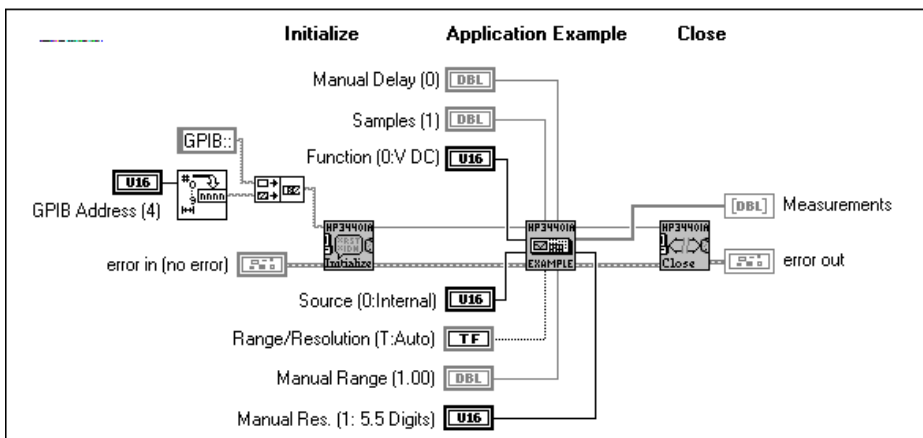 Initialize Application Example Close
Manual Delay (0) DBL
Samples (1) DBL
GPIB::
Function (0:V DC) U16
U16
GPIB Address (4)
HP34401A
Initialize
HP34401A
EXAMPLE
HP34401A
Close
[DBL] Measurements
error in (no error)
error out
Source (0:Internal) U16
Range/Resolution (T:Auto) TF
Manual Range (1.00) DBL
Manual Res. (1: 5.5 Digits) U16